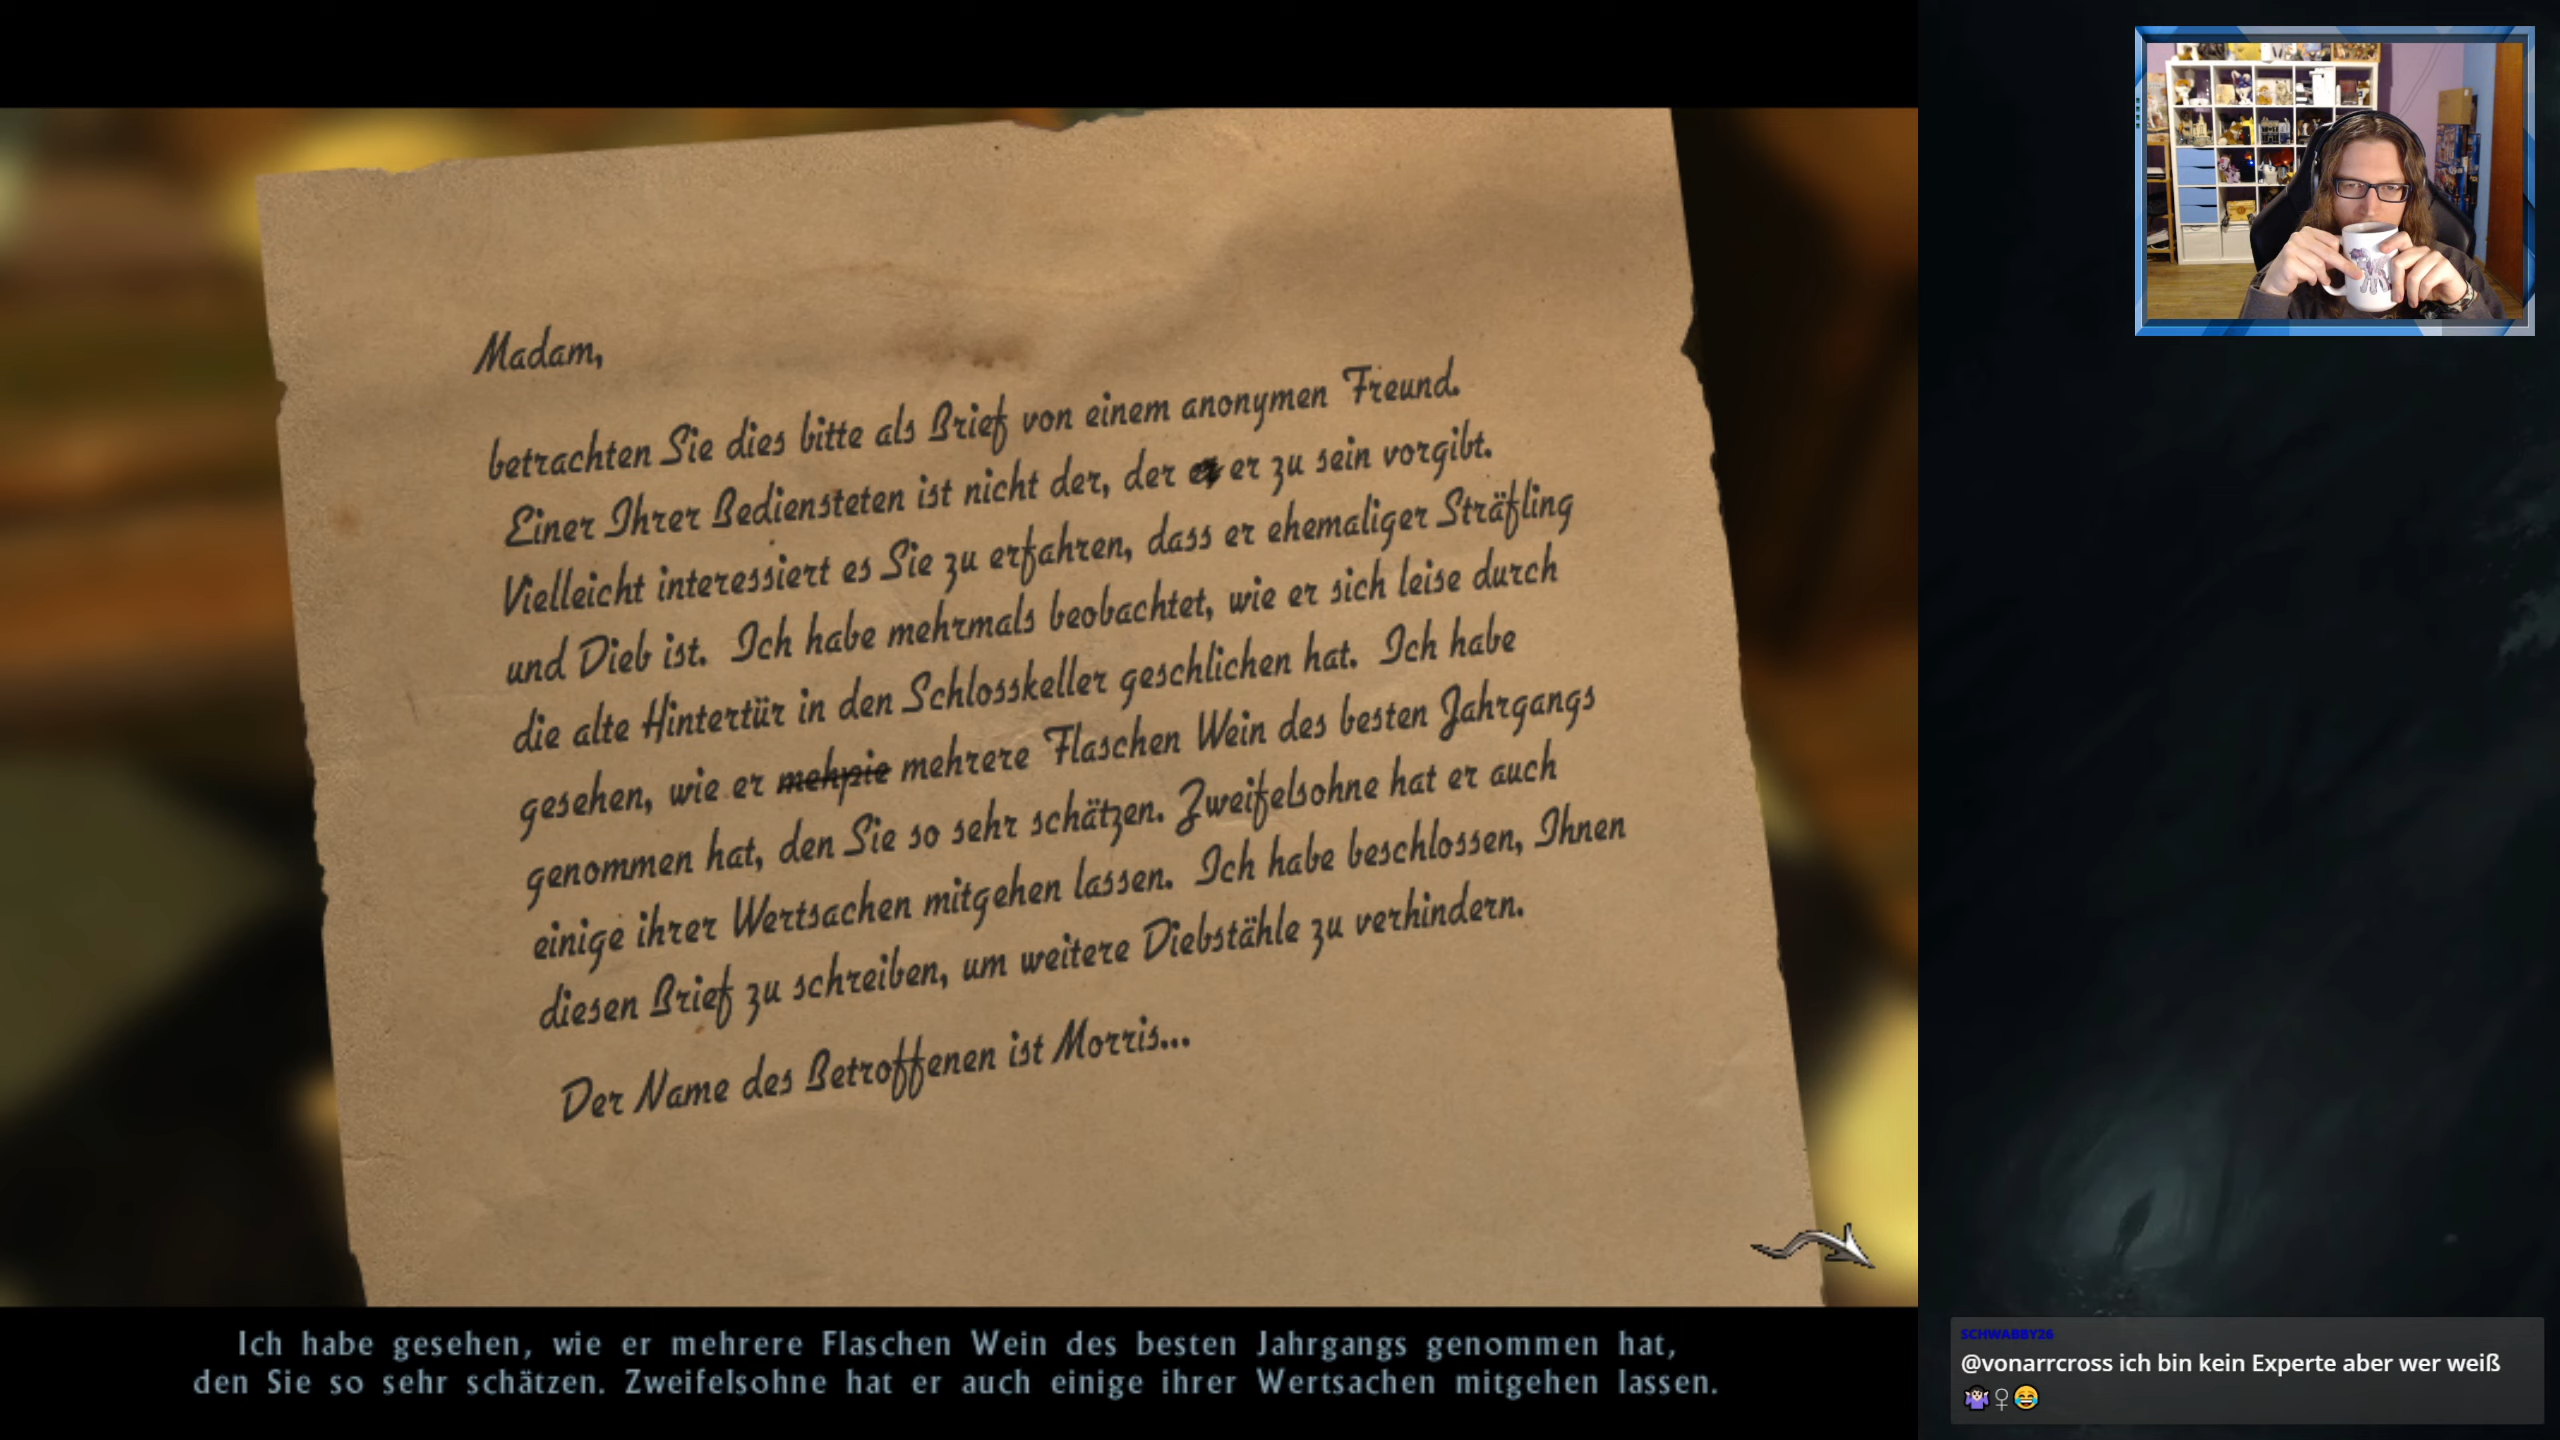 Madam,
betrachten Sie dies bitte als Brief von einem anonymen Freund.
Einer Ihrer Bediensteten ist nicht der, der er er zu sein vorgibt.
Vielleicht interessiert es Sie zu erfahren, dass er ehemaliger Sträfling
und Dieb ist. Ich habe mehrmals beobachtet, wie er sich leise durch
die alte Hintertür in den Schlosskeller geschlichen hat. Ich habe
gesehen, wie er mehrere Flaschen Wein des besten Jahrgangs
genommen hat, den Sie so sehr schätzen. Zweifelsohne hat er auch
einige ihrer Wertsachen mitgehen lassen. Ich habe beschlossen, Ihnen
diesen Brief zu schreiben, um weitere Diebstähle zu verhindern.
Der Name des Betroffenen ist Morris...
Ich habe gesehen, wie er mehrere Flaschen Wein des besten Jahrgangs genommen hat,
den Sie so sehr schätzen. Zweifelsohne hat er auch einige ihrer Wertsachen mitgehen lassen.
SCHWABBY26
@vonarrcross ich bin kein Experte aber wer weiß
🤷🏻♀😂